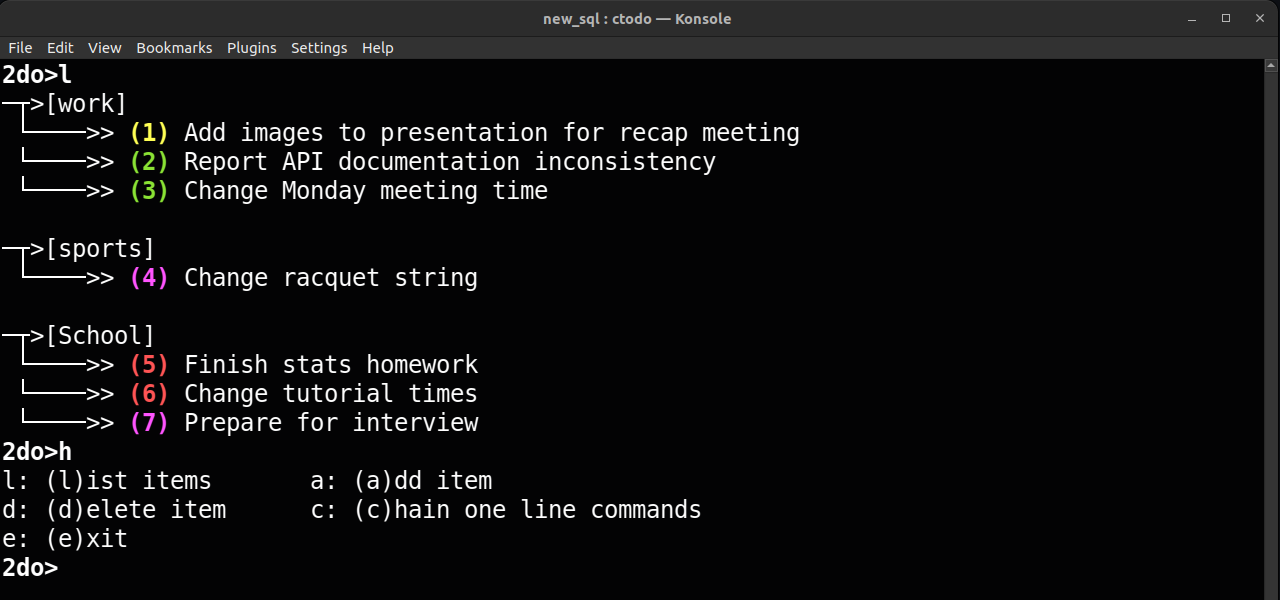 new_sql : ctodo — Konsole
File Edit View Bookmarks Plugins Settings Help
2do>l
─┬>[work]
 └────>> (1) Add images to presentation for recap meeting
 └────>> (2) Report API documentation inconsistency
 └────>> (3) Change Monday meeting time
─┬>[sports]
 └────>> (4) Change racquet string
─┬>[School]
 └────>> (5) Finish stats homework
 └────>> (6) Change tutorial times
 └────>> (7) Prepare for interview
2do>h
l: (l)ist items       a: (a)dd item
d: (d)elete item      c: (c)hain one line commands
e: (e)xit
2do>